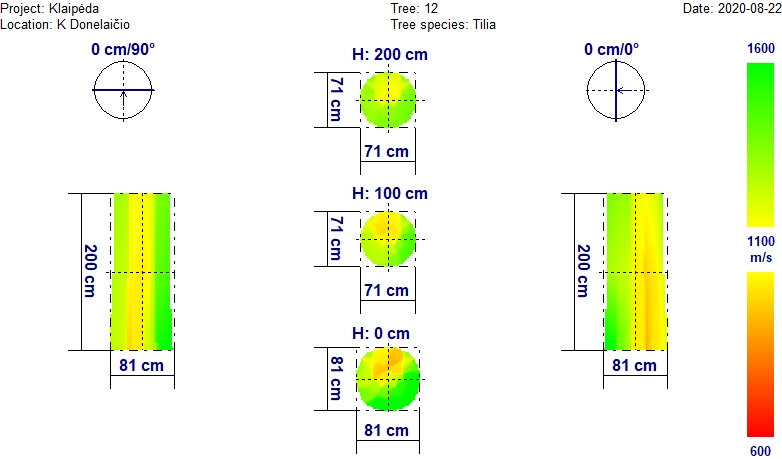 Project: Klaipėda
Tree: 12
Date: 2020-08-22
Location: K Donelaičio
Tree species: Tilia
0 cm/90°
H: 200 cm
0 cm/0°
1600
71 cm
71 cm
H: 100 cm
71 cm
71 cm
200 cm
200 cm
1100
m/s
H: 0 cm
81 cm
81 cm
81 cm
81 cm
600